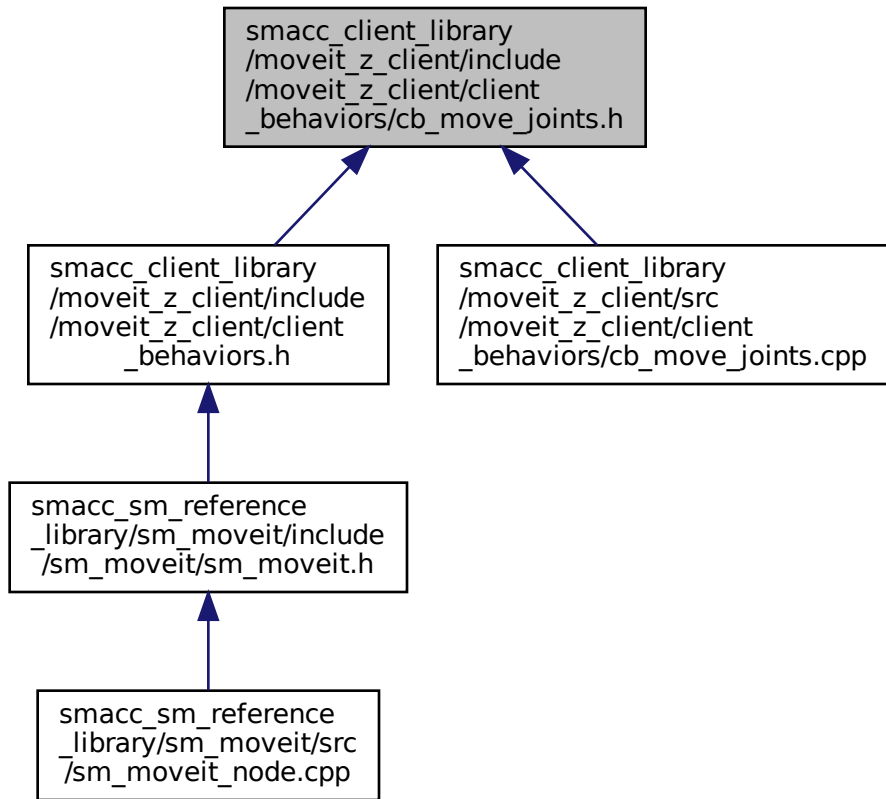 smacc_client_library
/moveit_z_client/include
/moveit_z_client/client
_behaviors/cb_move_joints.h
smacc_client_library
/moveit_z_client/include
/moveit_z_client/client
_behaviors.h
smacc_client_library
/moveit_z_client/src
/moveit_z_client/client
_behaviors/cb_move_joints.cpp
smacc_sm_reference
_library/sm_moveit/include
/sm_moveit/sm_moveit.h
smacc_sm_reference
_library/sm_moveit/src
/sm_moveit_node.cpp